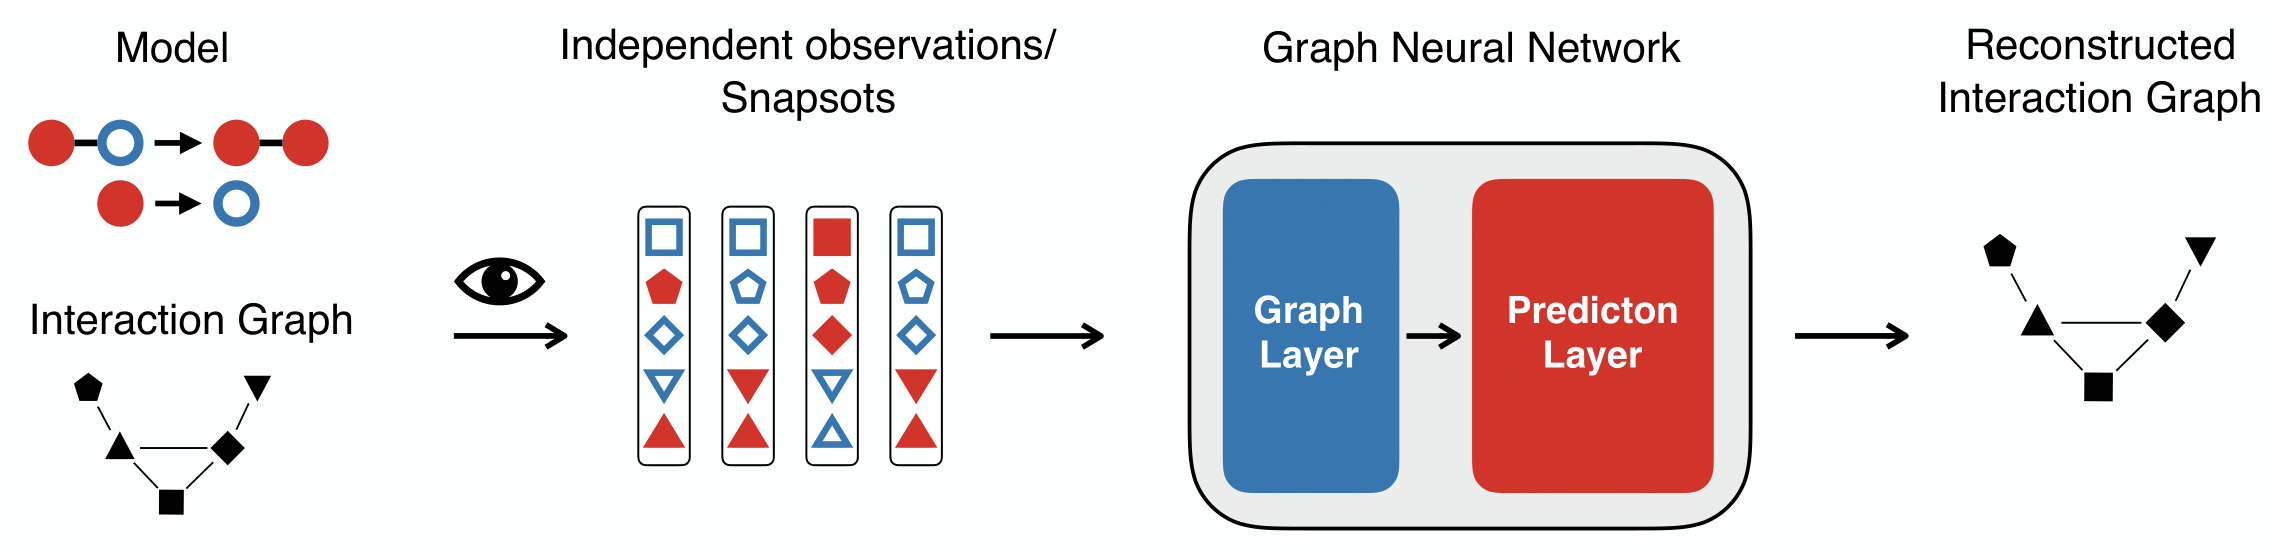 Model
Interaction Graph
Independent observations/
Snapsots
Graph Neural Network
Graph
Layer
Predicton
Layer
Reconstructed
Interaction Graph